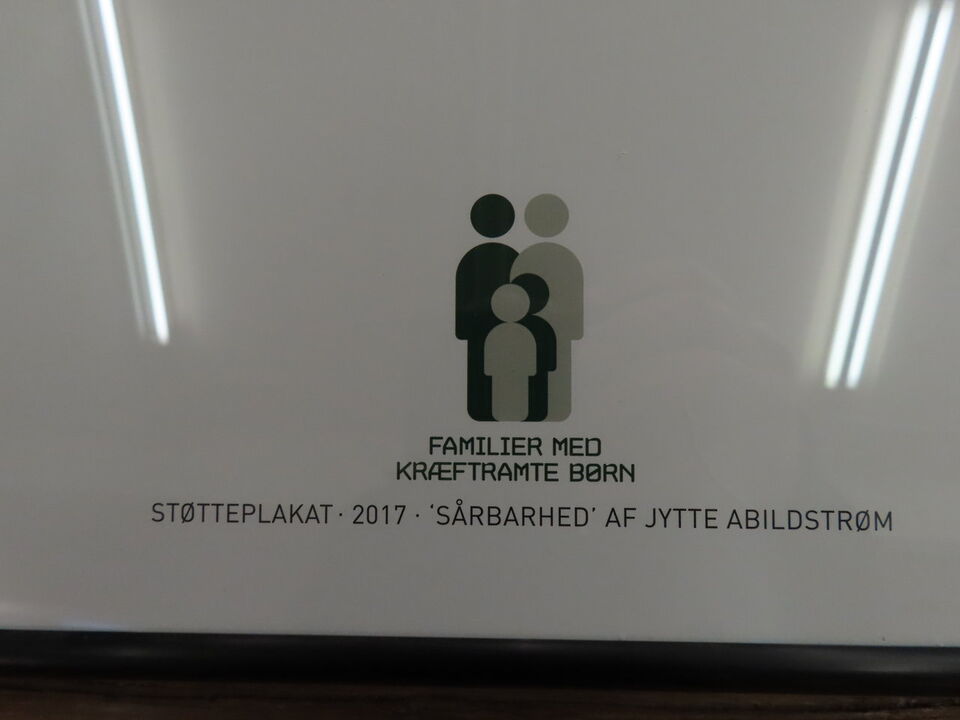 FAMILIER MED
KRÆFTRAMTE BØRN
STØTTEPLAKAT · 2017 · ‘SÅRBARHED’ AF JYTTE ABILDSTRØM